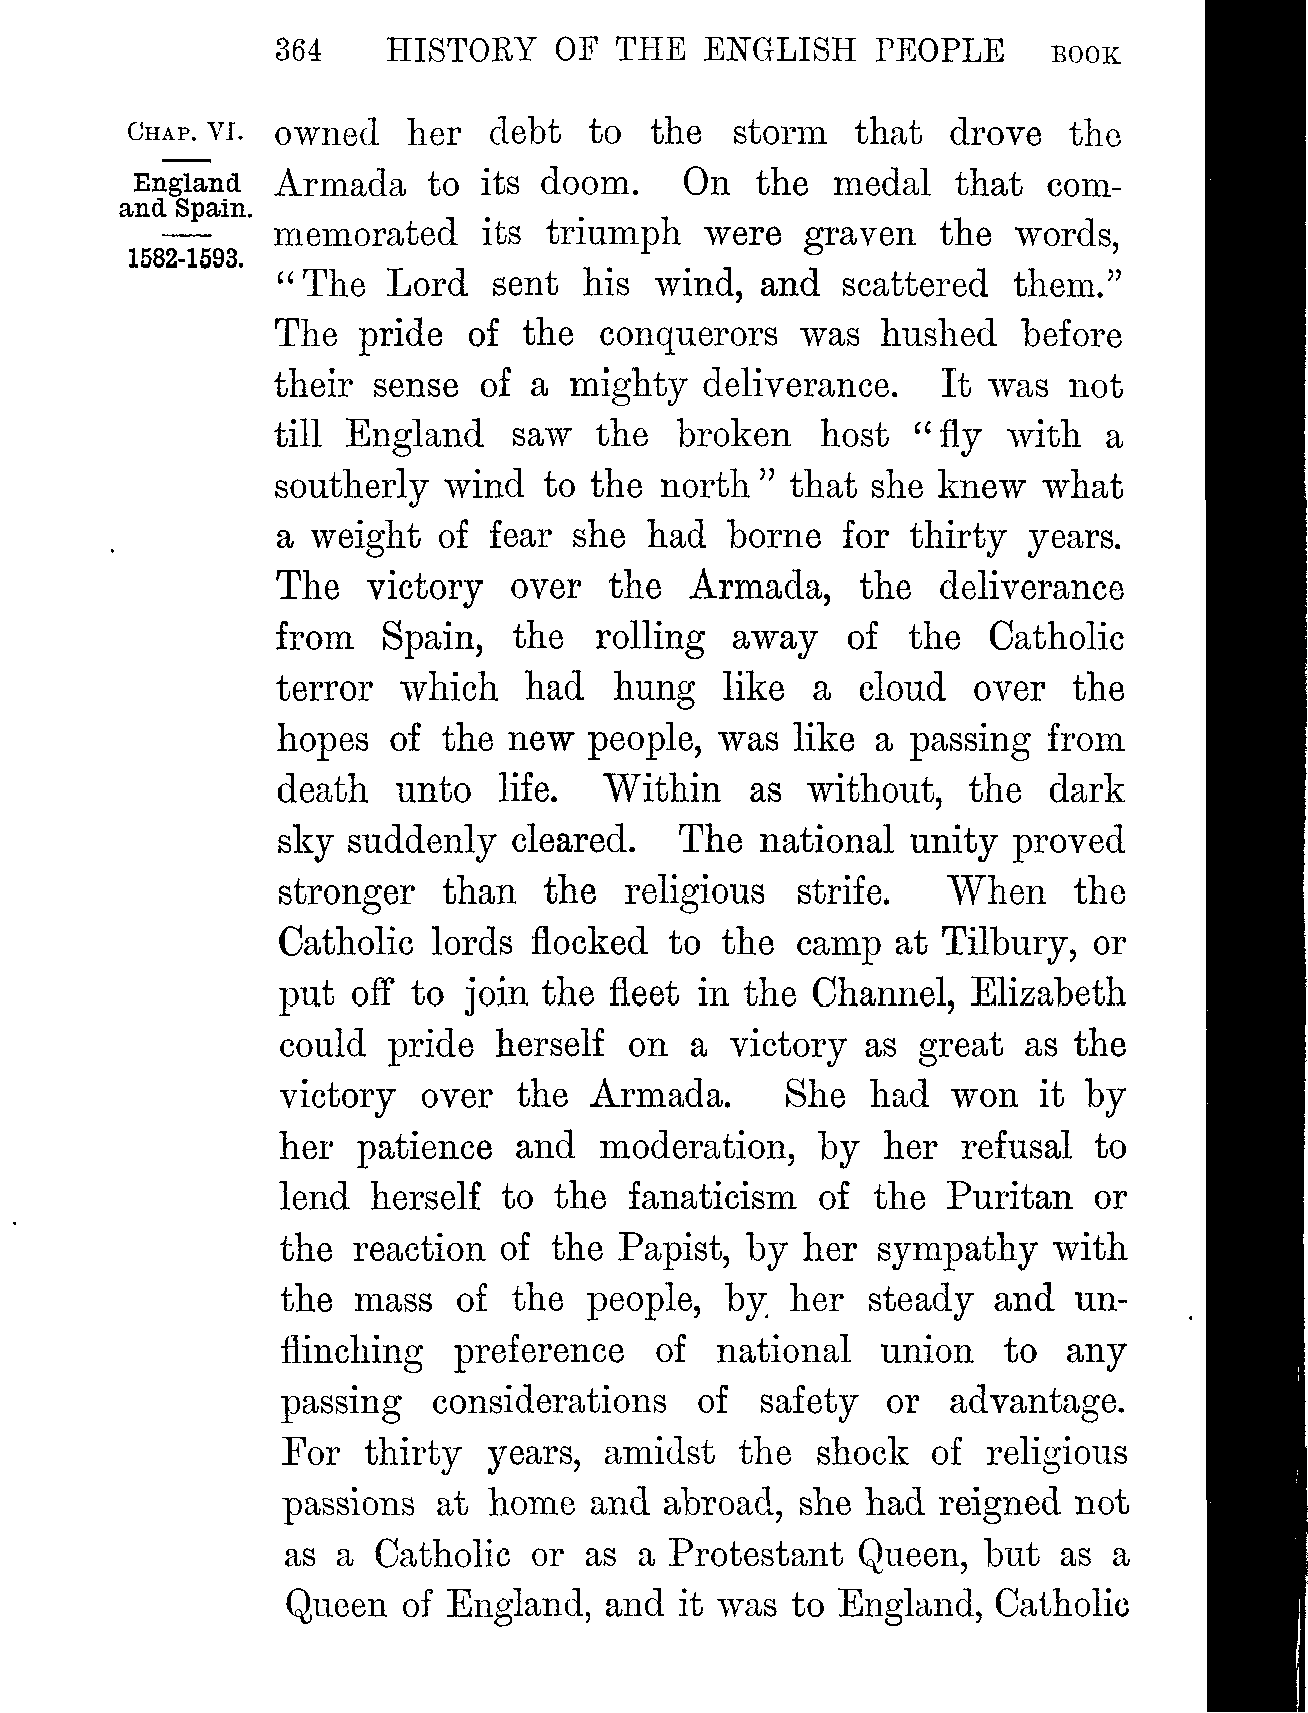 364 HISTORY OF THE ENGLISH PEOPLE BOOK
CHAP. VI.
England
and Spain.
1582-1593.
owned her debt to the storm that drove the
Armada to its doom. On the medal that com-
memorated its triumph were graven the words,
“The Lord sent his wind, and scattered them.”
The pride of the conquerors was hushed before
their sense of a mighty deliverance. It was not
till England saw the broken host “fly with a
southerly wind to the north” that she knew what
a weight of fear she had borne for thirty years.
The victory over the Armada, the deliverance
from Spain, the rolling away of the Catholic
terror which had hung like a cloud over the
hopes of the new people, was like a passing from
death unto life. Within as without, the dark
sky suddenly cleared. The national unity proved
stronger than the religious strife. When the
Catholic lords flocked to the camp at Tilbury, or
put off to join the fleet in the Channel, Elizabeth
could pride herself on a victory as great as the
victory over the Armada. She had won it by
her patience and moderation, by her refusal to
lend herself to the fanaticism of the Puritan or
the reaction of the Papist, by her sympathy with
the mass of the people, by her steady and un-
flinching preference of national union to any
passing considerations of safety or advantage.
For thirty years, amidst the shock of religious
passions at home and abroad, she had reigned not
as a Catholic or as a Protestant Queen, but as a
Queen of England, and it was to England, Catholic